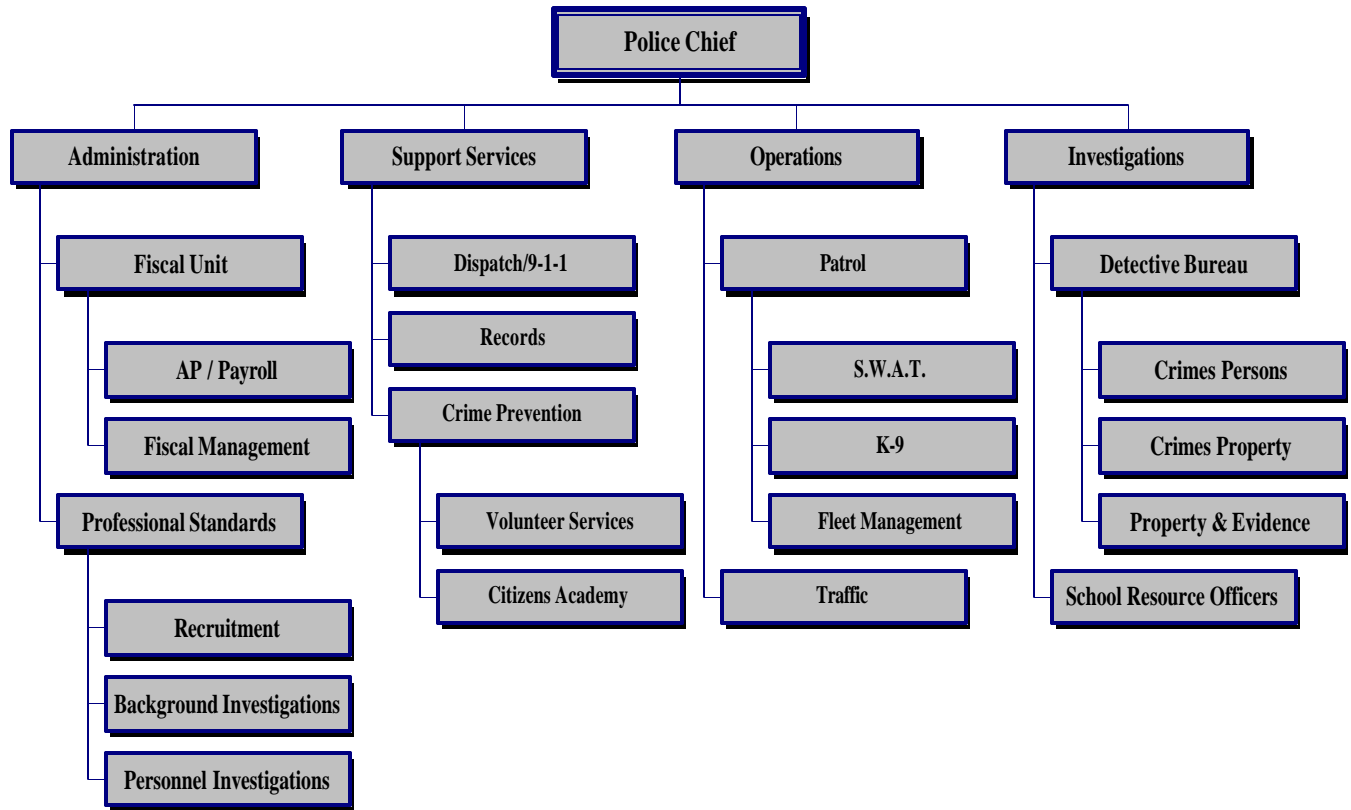 Police Chief
Administration
Support Services
Operations
Investigations
Fiscal Unit
AP / Payroll
Fiscal Management
Professional Standards
Recruitment
Background Investigations
Personnel Investigations
Dispatch/9-1-1
Records
Crime Prevention
Volunteer Services
Citizens Academy
Patrol
S.W.A.T.
K-9
Fleet Management
Traffic
Detective Bureau
Crimes Persons
Crimes Property
Property & Evidence
School Resource Officers